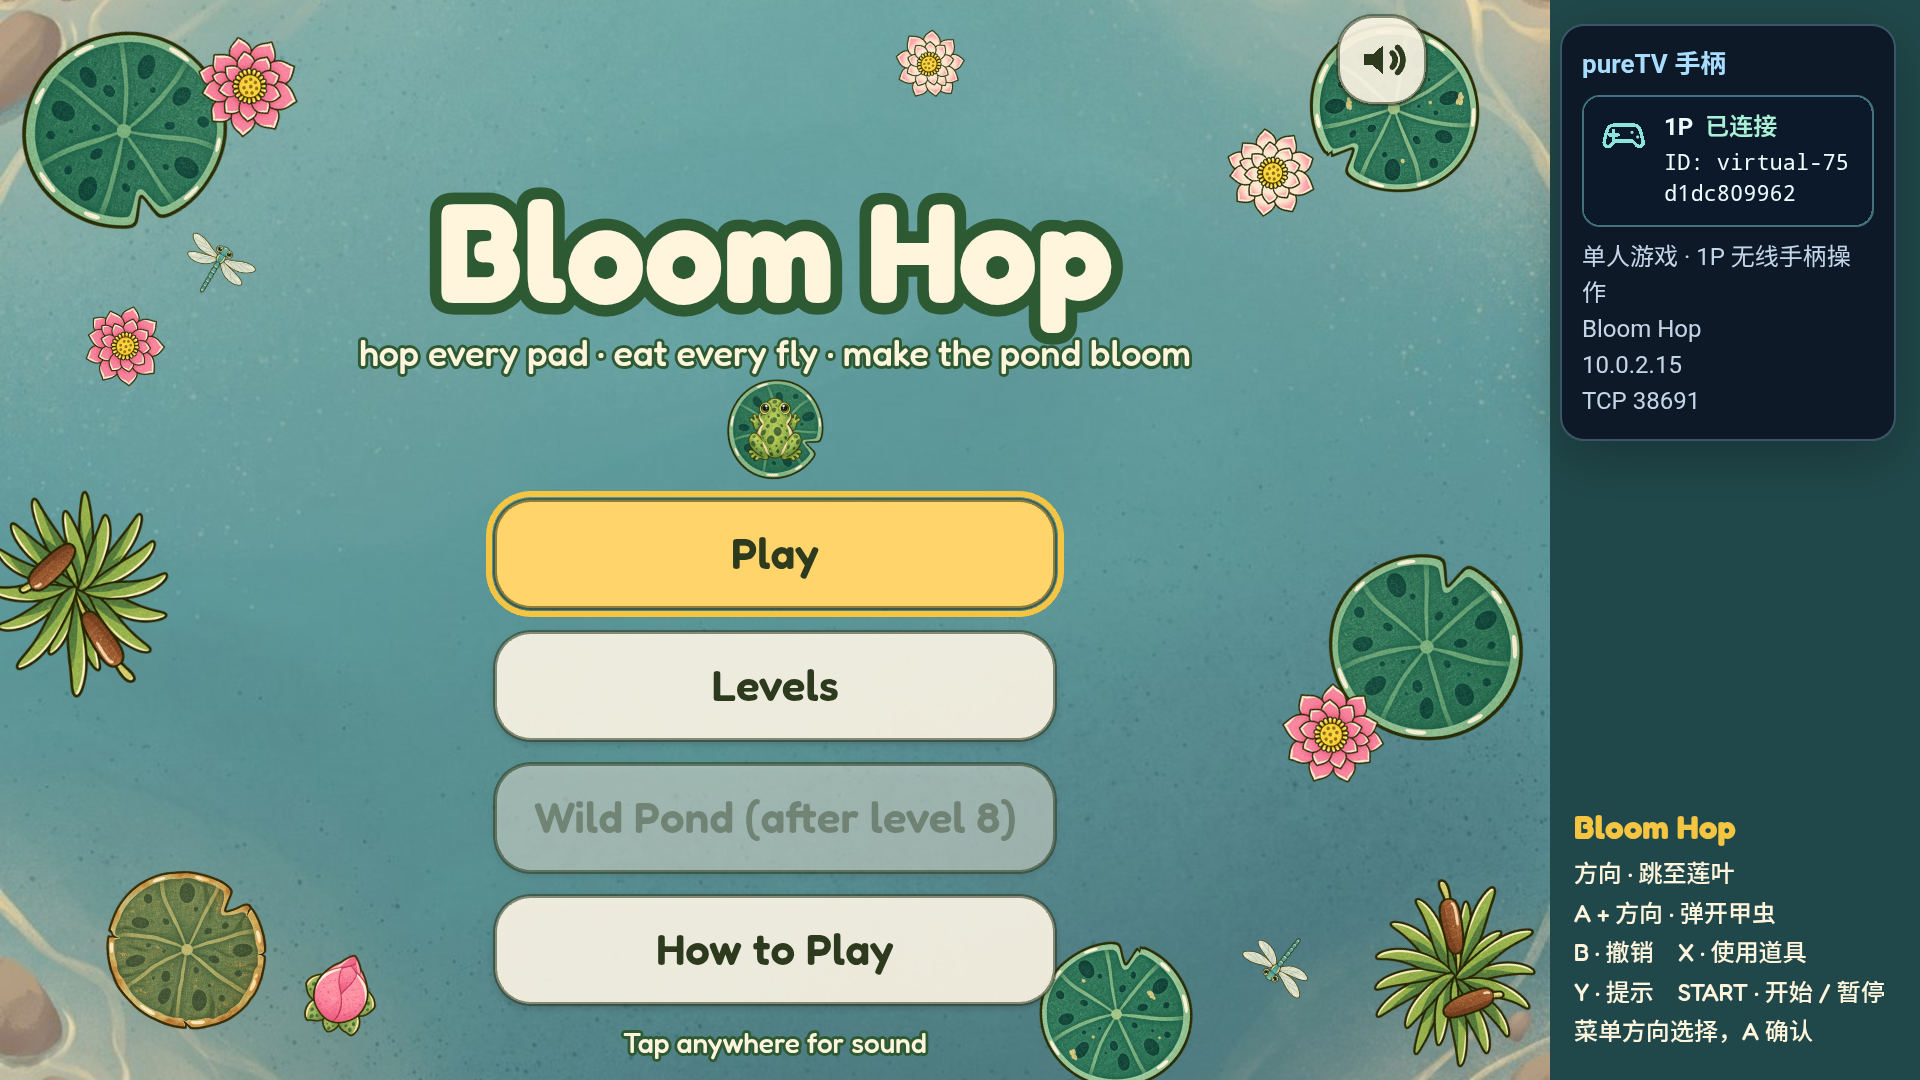 Bloom Hop
hop every pad · eat every fly · make the pond bloom
Play
Levels
Wild Pond (after level 8)
How to Play
Tap anywhere for sound
pureTV 手柄
1P 已连接
ID: virtual-75
d1dc809962
单人游戏 · 1P 无线手柄操
作
Bloom Hop
10.0.2.15
TCP 38691
Bloom Hop
方向 · 跳至莲叶
A + 方向 · 弹开甲虫
B · 撤销 X · 使用道具
Y · 提示 START · 开始 / 暂停
菜单方向选择，A 确认